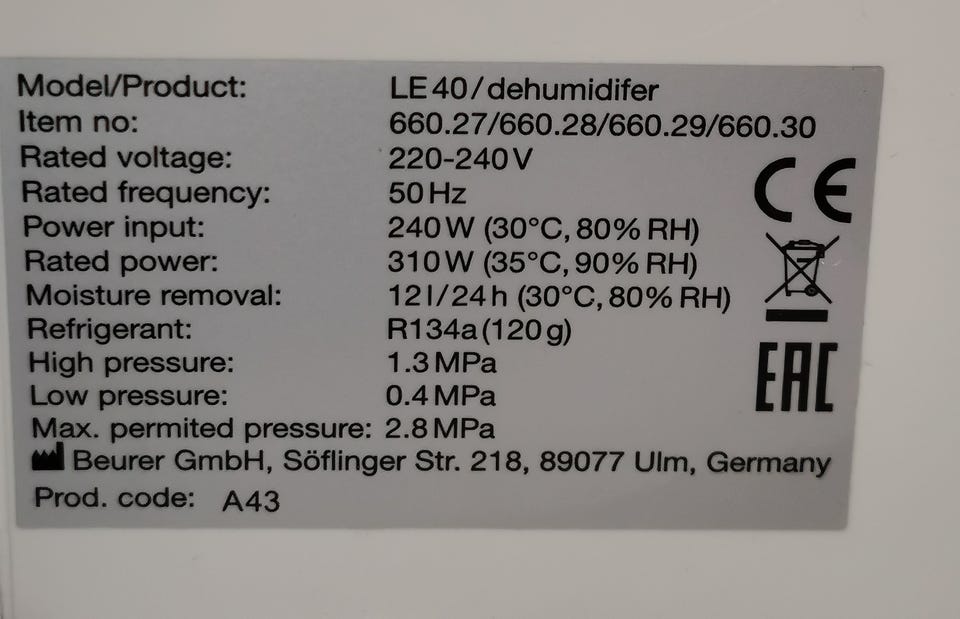 Model/Product: LE 40 / dehumidifer
Item no: 660.27/660.28/660.29/660.30
Rated voltage: 220-240 V
Rated frequency: 50 Hz
Power input: 240 W (30°C, 80% RH)
Rated power: 310 W (35°C, 90% RH)
Moisture removal: 12 l / 24 h (30°C, 80% RH)
Refrigerant: R134a (120 g)
High pressure: 1.3 MPa
Low pressure: 0.4 MPa
Max. permited pressure: 2.8 MPa
Beurer GmbH, Söflinger Str. 218, 89077 Ulm, Germany
Prod. code: A43
CE
EAC